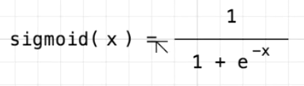 sigmoid( x ) = 1 / 1 + e^-x